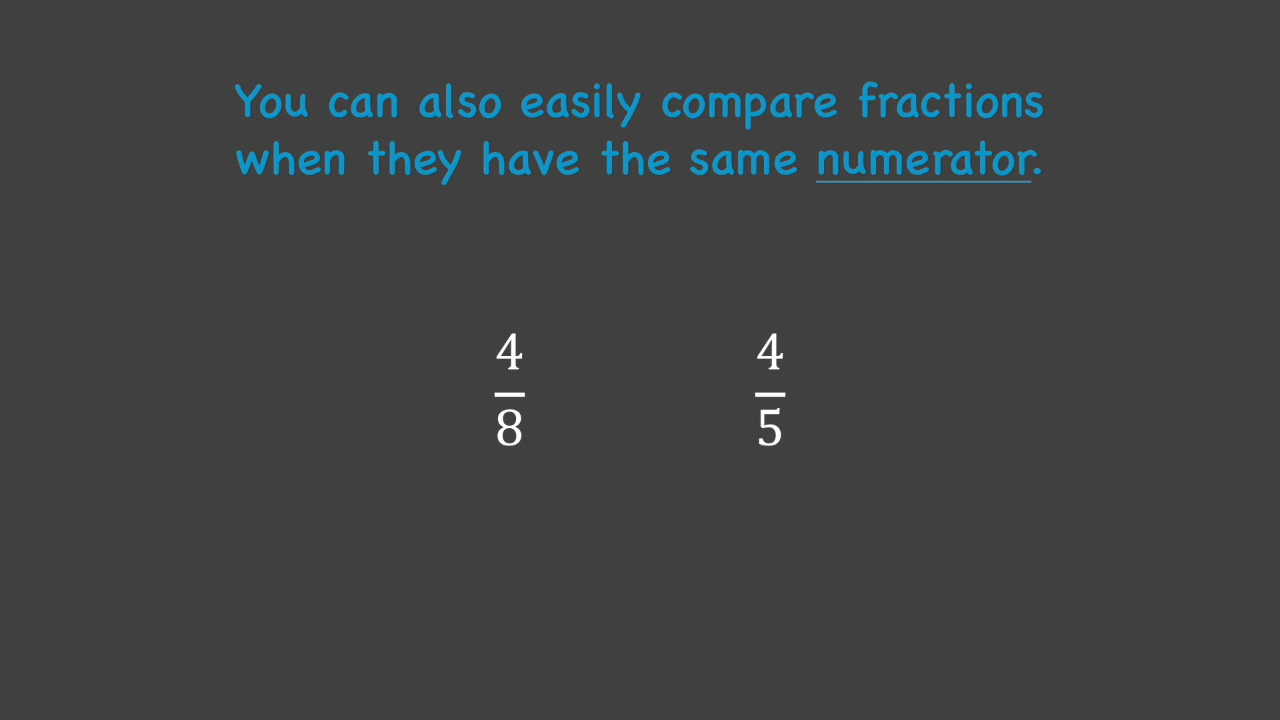 You can also easily compare fractions
when they have the same numerator.
4 4
8 5